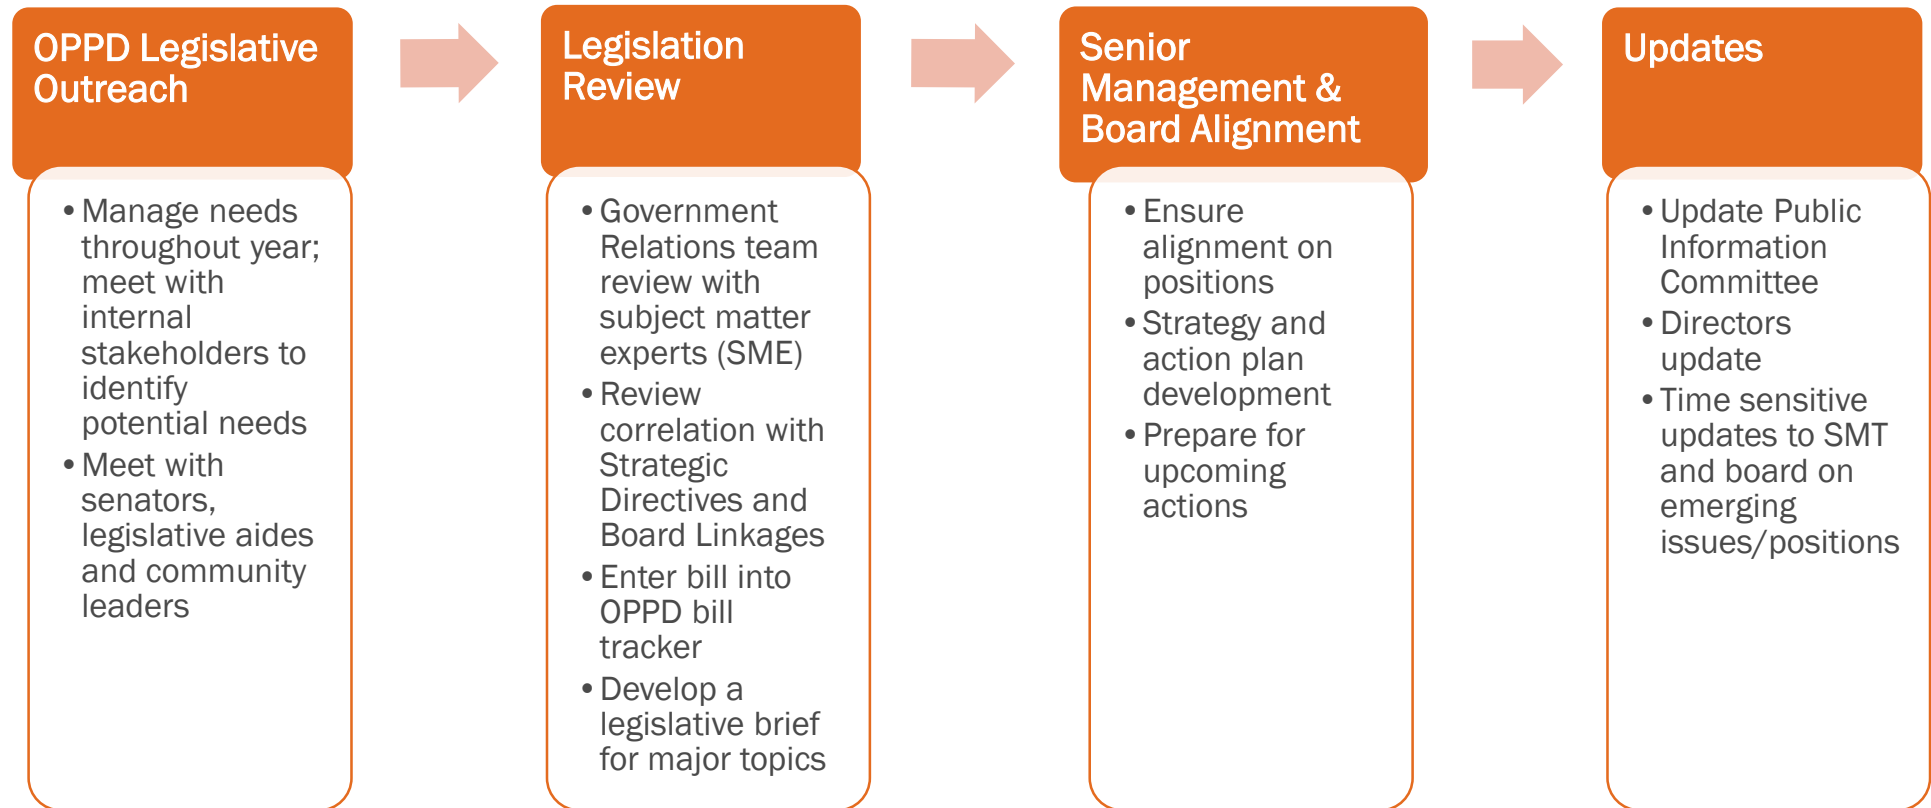 OPPD Legislative
Outreach
• Manage needs
throughout year;
meet with
internal
stakeholders to
identify
potential needs
• Meet with
senators,
legislative aides
and community
leaders
Legislation
Review
• Government
Relations team
review with
subject matter
experts (SME)
• Review
correlation with
Strategic
Directives and
Board Linkages
• Enter bill into
OPPD bill
tracker
• Develop a
legislative brief
for major topics
Senior
Management &
Board Alignment
• Ensure
alignment on
positions
• Strategy and
action plan
development
• Prepare for
upcoming
actions
Updates
• Update Public
Information
Committee
• Directors
update
• Time sensitive
updates to SMT
and board on
emerging
issues/positions